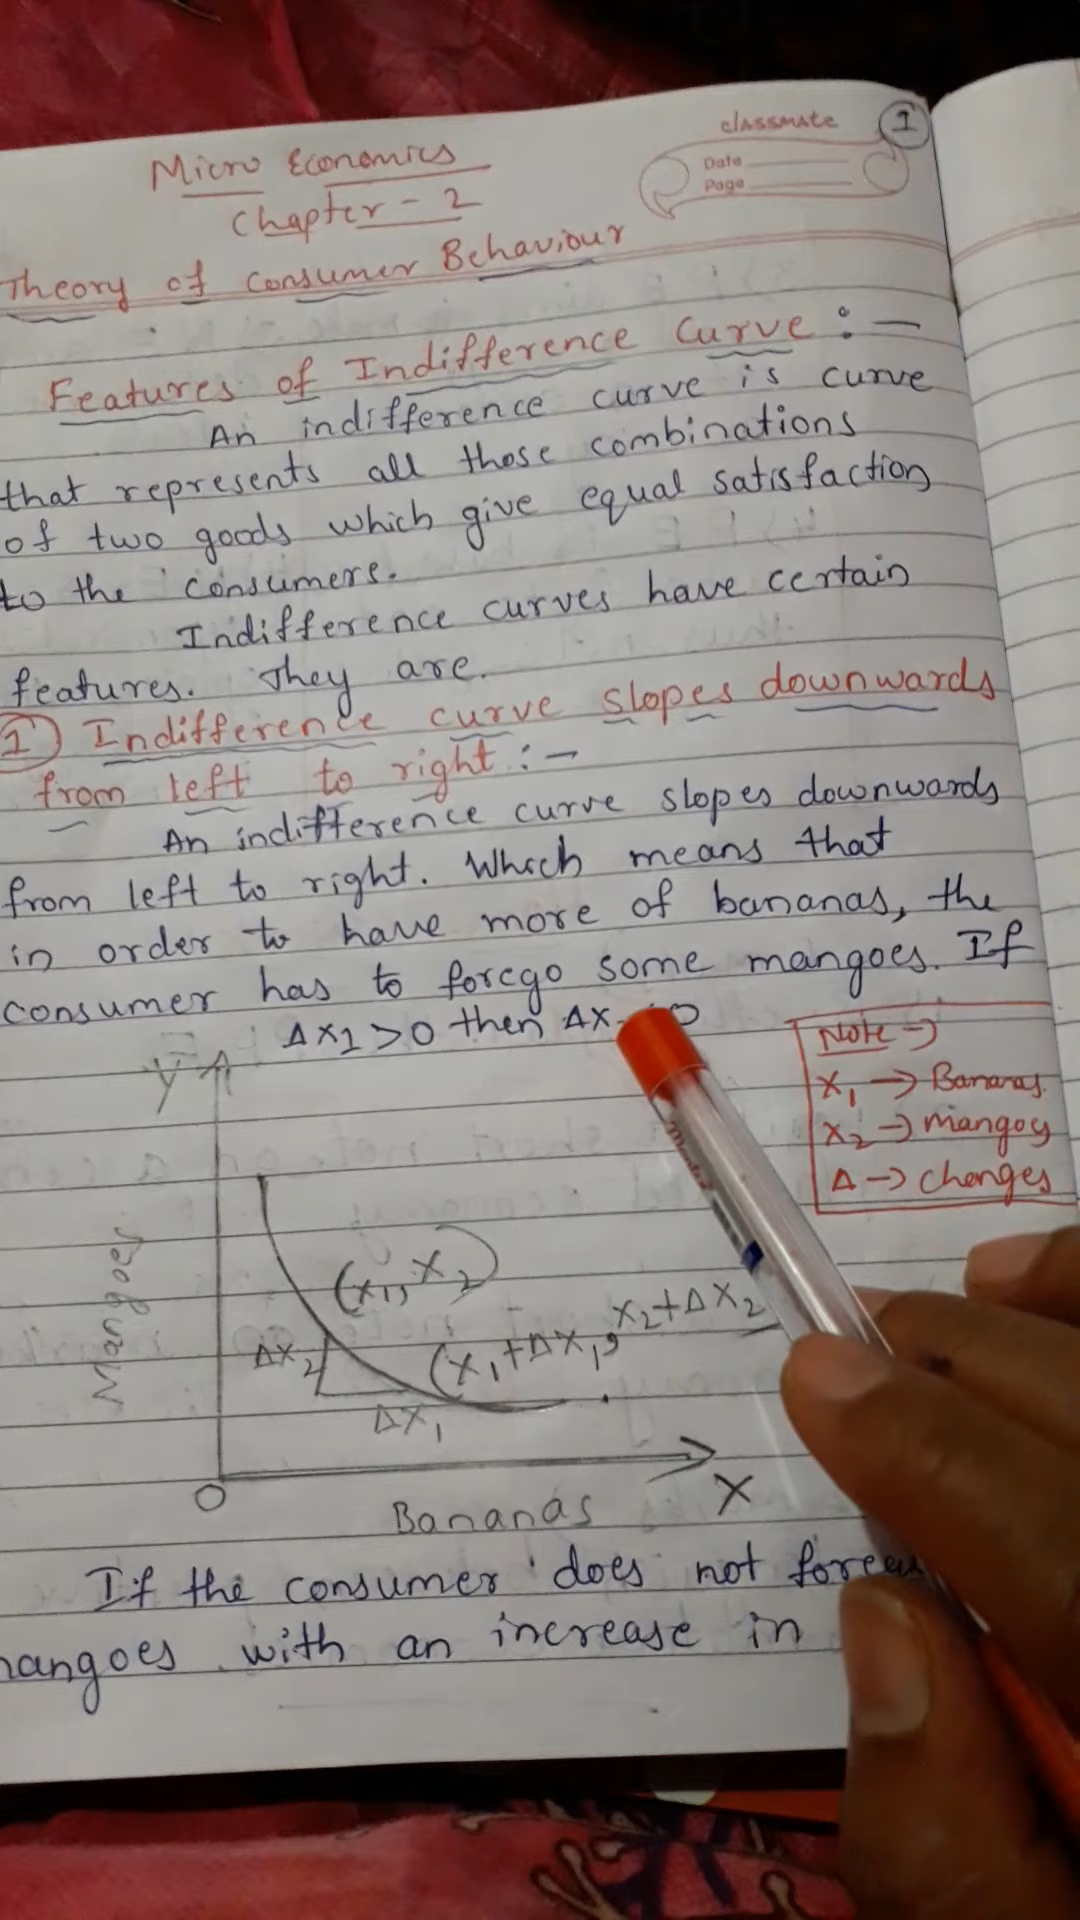 classmate
1
Date
Page
Micro Economics
Chapter - 2
Theory of Consumer Behaviour
Features of Indifference Curve :-
An indifference curve is curve
that represents all those combinations
of two goods which give equal satisfaction
to the consumers.
Indifference curves have certain
features. They are.
1) Indifference curve slopes downwards
from left to right :-
An indifference curve slopes downwards
from left to right. Which means that
in order to have more of bananas, the
consumer has to forego some mangoes. If
Δx1 >0 then Δx 0
Note →
X1 → Bananas.
X2 → mangoy
Δ → changes
Y
Mangoes
(x1, x2)
Δx2
(x1+Δx1, x2+Δx2
Δx1
O
X
Bananas
If the consumer does not
mangoes with an increase in